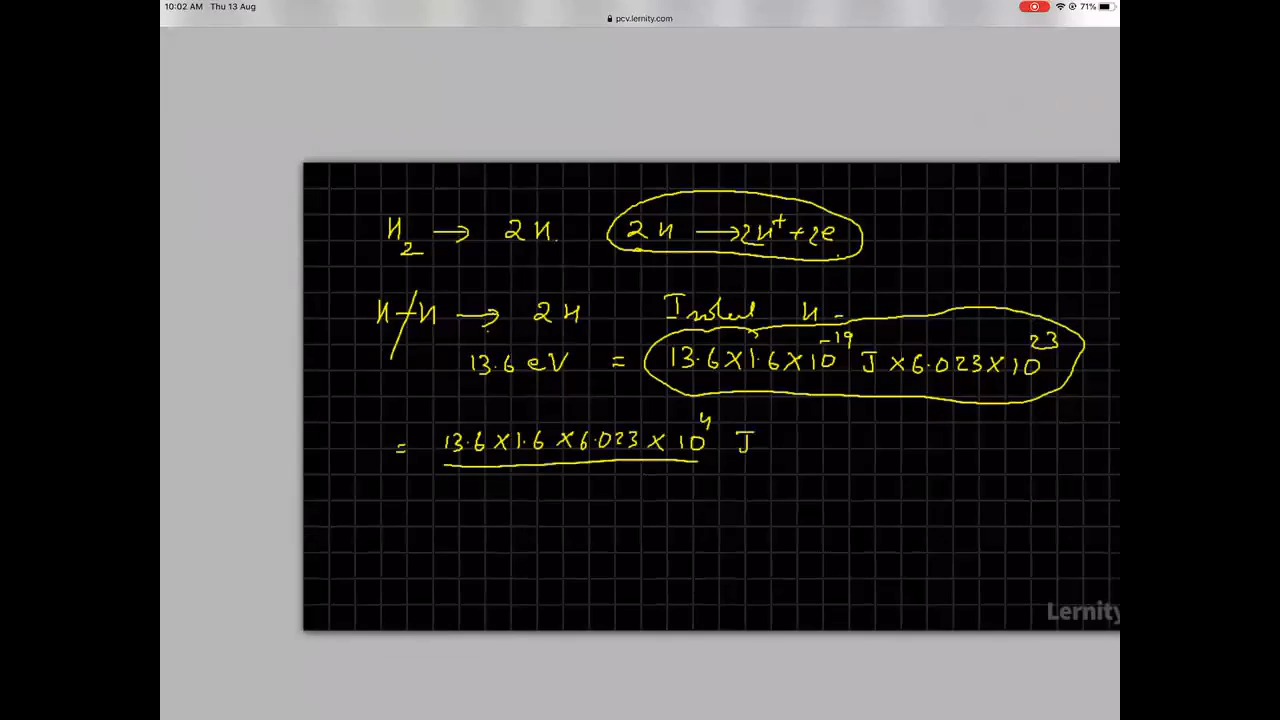 10:02 AM Thu 13 Aug
pcv.lernity.com
71%
H₂ → 2H. 2H → 2H⁺ + 2e
H-H → 2H H -
13.6 eV = 13.6 × 1.6 × 10⁻¹⁹ J × 6.023 × 10²³
= 13.6 × 1.6 × 6.023 × 10⁴ J
Lernity